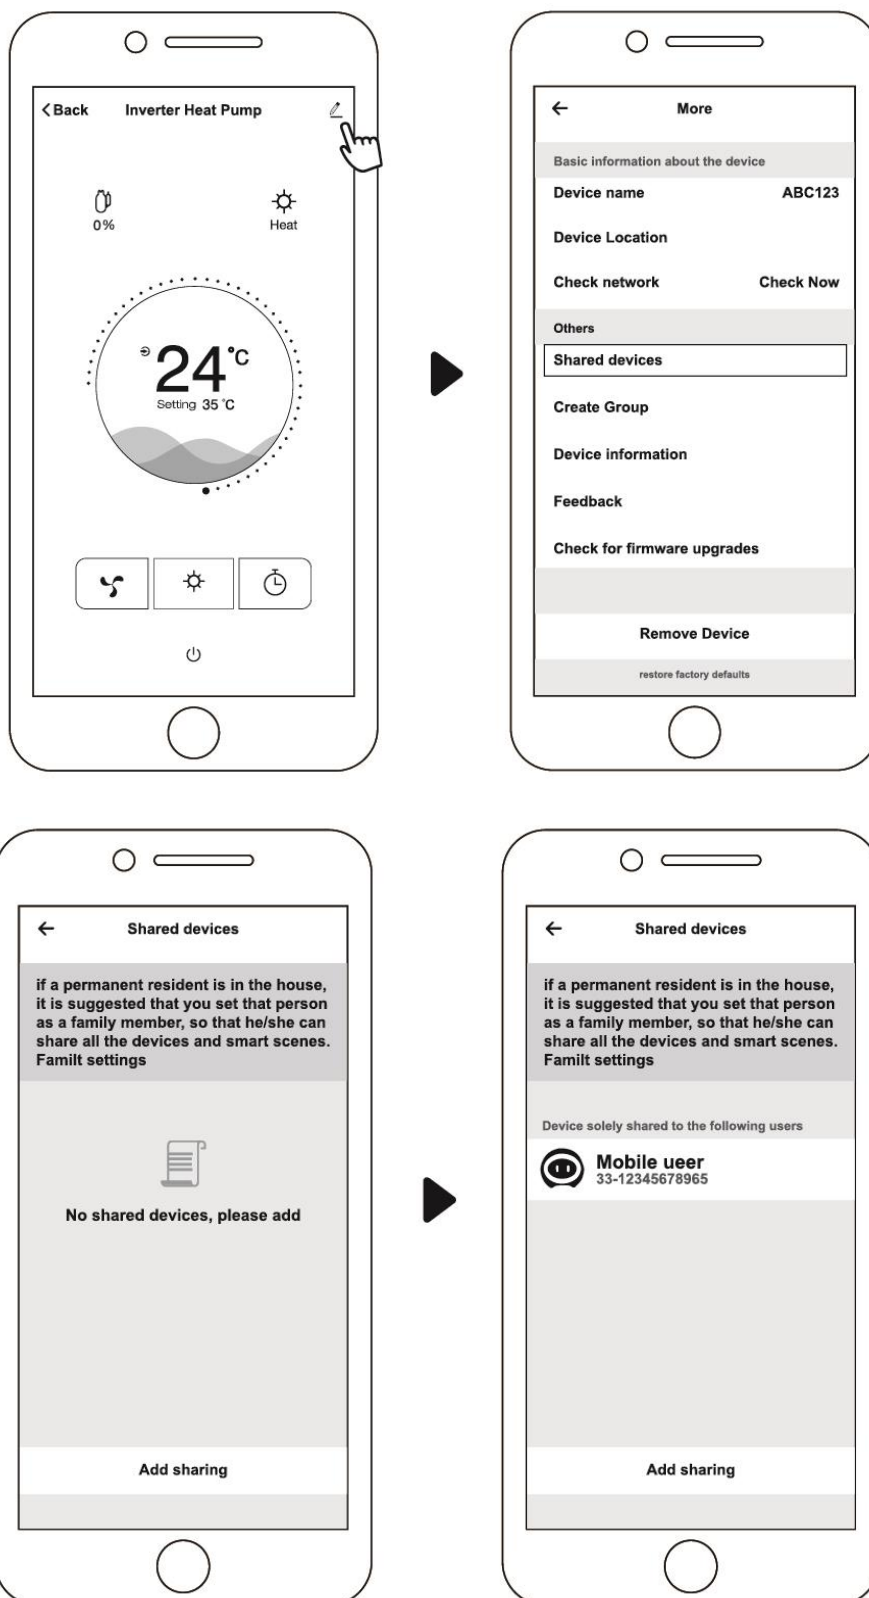 Back Inverter Heat Pump
0% Heat
24°C
Setting 35 °C
More
Basic information about the device
Device name ABC123
Device Location
Check network Check Now
Others
Shared devices
Create Group
Device information
Feedback
Check for firmware upgrades
Remove Device
restore factory defaults
Shared devices
if a permanent resident is in the house,
it is suggested that you set that person
as a family member, so that he/she can
share all the devices and smart scenes.
Familt settings
No shared devices, please add
Add sharing
Shared devices
if a permanent resident is in the house,
it is suggested that you set that person
as a family member, so that he/she can
share all the devices and smart scenes.
Familt settings
Device solely shared to the following users
Mobile ueer
33-12345678965
Add sharing